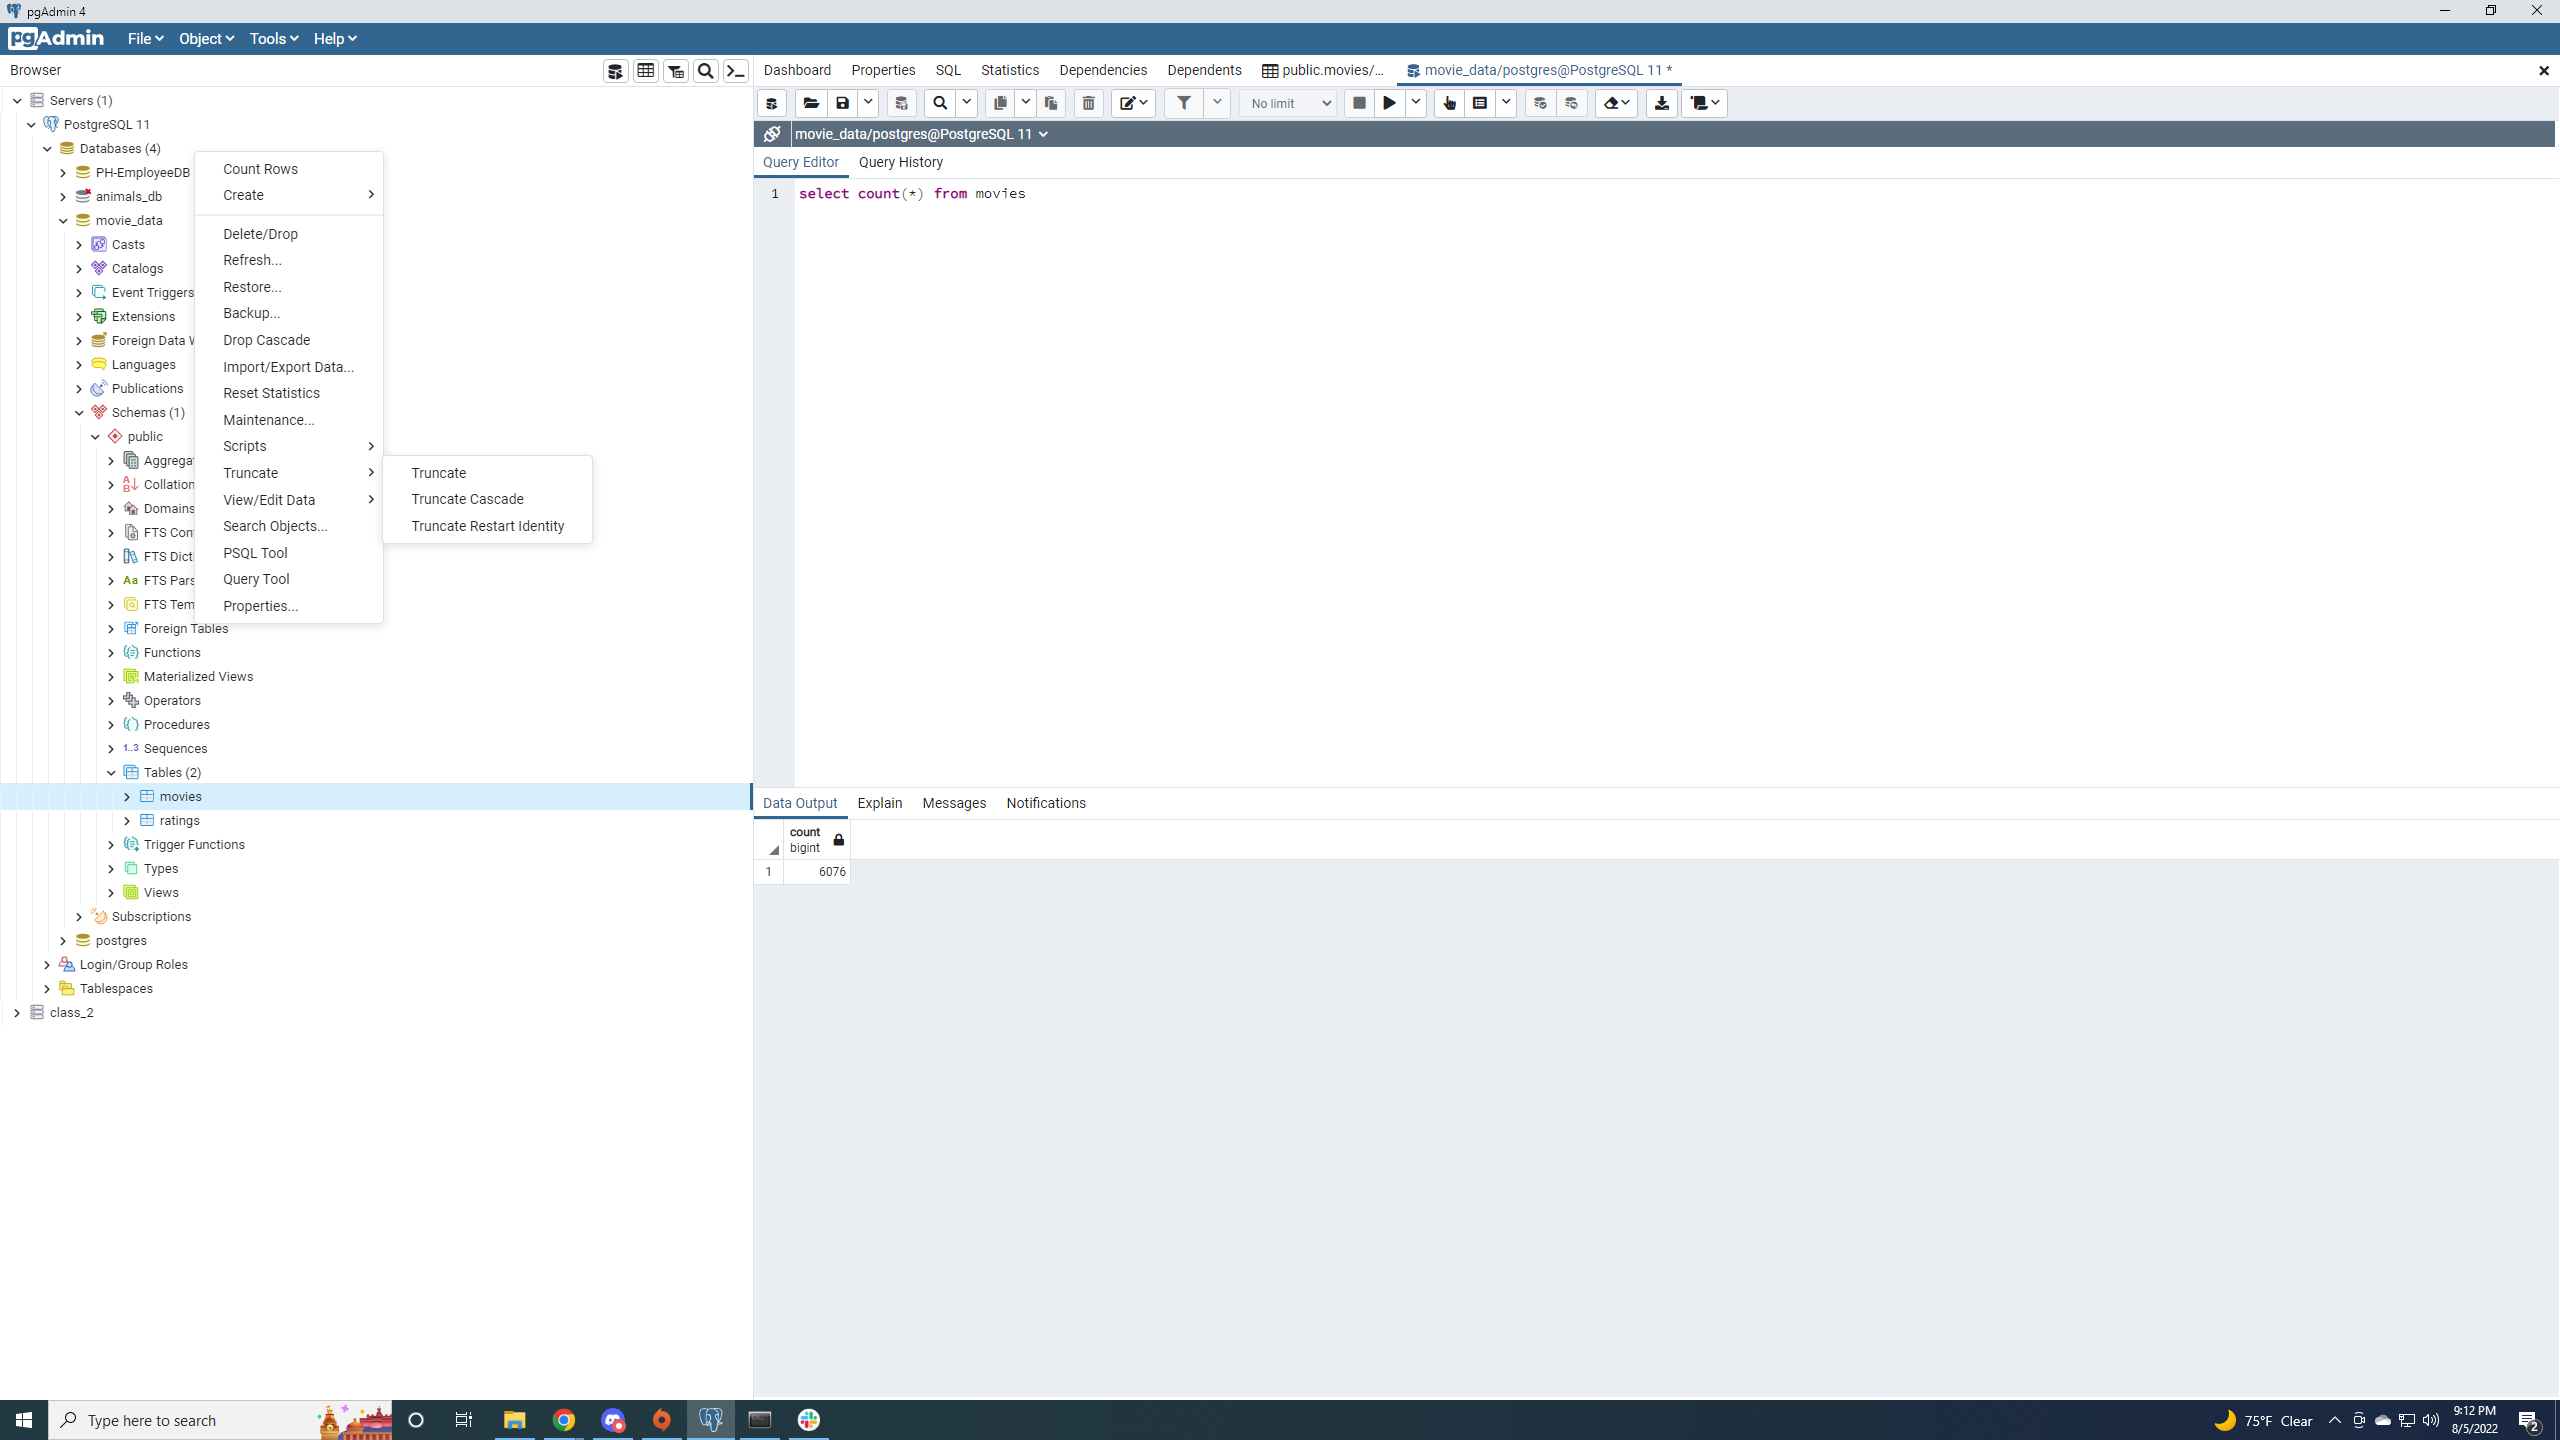 pgAdmin 4
pgAdmin File Object Tools Help
Browser
Servers (1)
PostgreSQL 11
Databases (4)
PH-EmployeeDB
animals_db
movie_data
Casts
Catalogs
Event Triggers
Extensions
Foreign Data W
Languages
Publications
Schemas (1)
public
Aggrega
Collation
Domains
FTS Con
FTS Dict
Aa FTS Pars
FTS Tem
Foreign Tables
Functions
Materialized Views
Operators
Procedures
1..3 Sequences
Tables (2)
movies
ratings
Trigger Functions
Types
Views
Subscriptions
postgres
Login/Group Roles
Tablespaces
class_2
Count Rows
Create
Delete/Drop
Refresh...
Restore...
Backup...
Drop Cascade
Import/Export Data...
Reset Statistics
Maintenance...
Scripts
Truncate
View/Edit Data
Search Objects...
PSQL Tool
Query Tool
Properties...
Truncate
Truncate Cascade
Truncate Restart Identity
Dashboard Properties SQL Statistics Dependencies Dependents public.movies/... movie_data/postgres@PostgreSQL 11 *
No limit
movie_data/postgres@PostgreSQL 11
Query Editor Query History
1 select count(*) from movies
Data Output Explain Messages Notifications
count
bigint
1 6076
Type here to search
75°F Clear
9:12 PM
8/5/2022
2